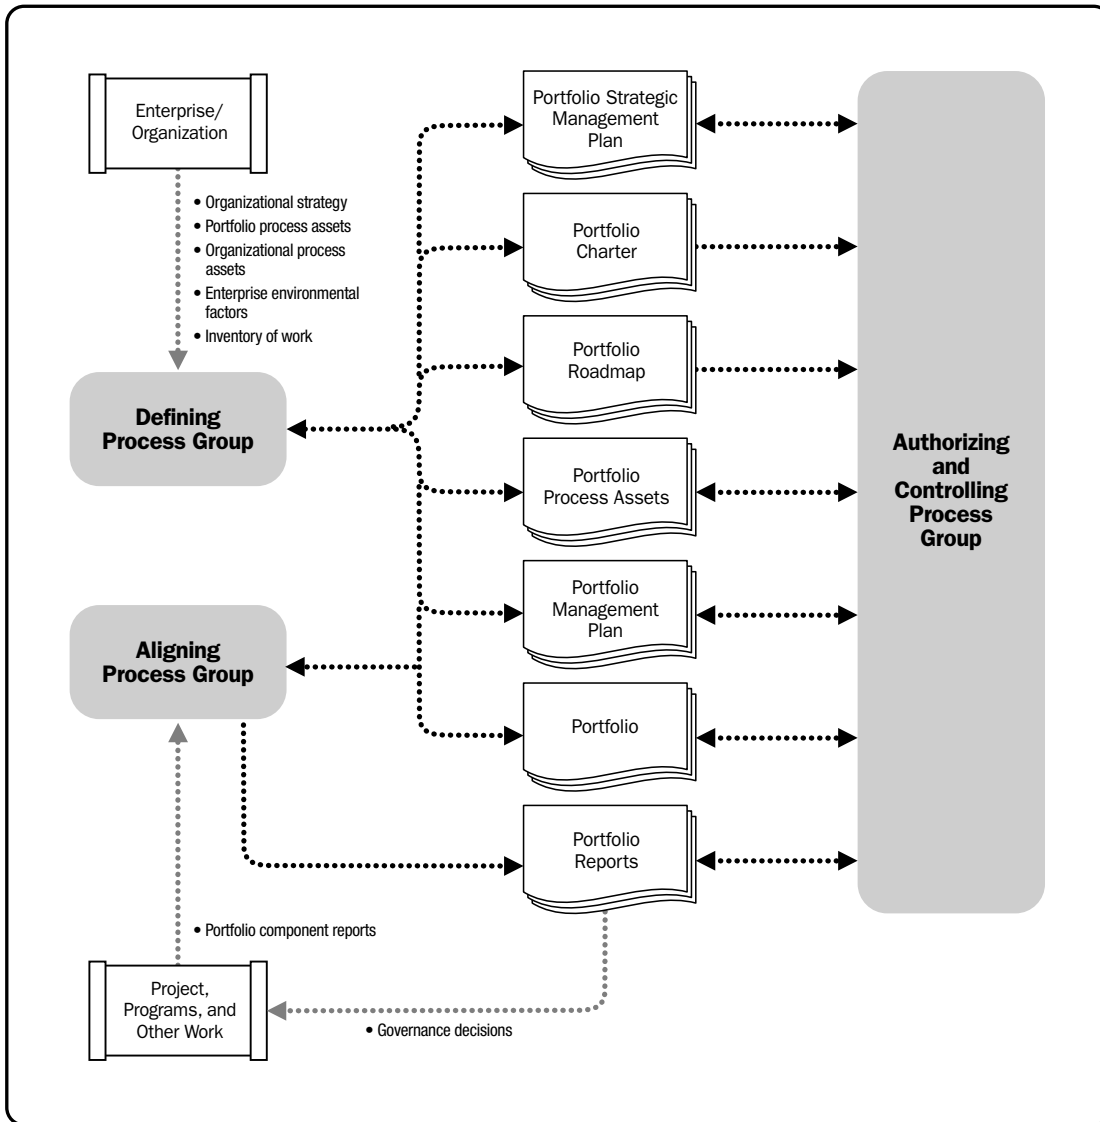 Enterprise/
Organization
• Organizational strategy
• Portfolio process assets
• Organizational process
assets
• Enterprise environmental
factors
• Inventory of work
Defining
Process Group
Aligning
Process Group
• Portfolio component reports
Project,
Programs, and
Other Work
• Governance decisions
Portfolio Strategic
Management
Plan
Portfolio
Charter
Portfolio
Roadmap
Portfolio
Process Assets
Portfolio
Management
Plan
Portfolio
Portfolio
Reports
Authorizing
and
Controlling
Process
Group